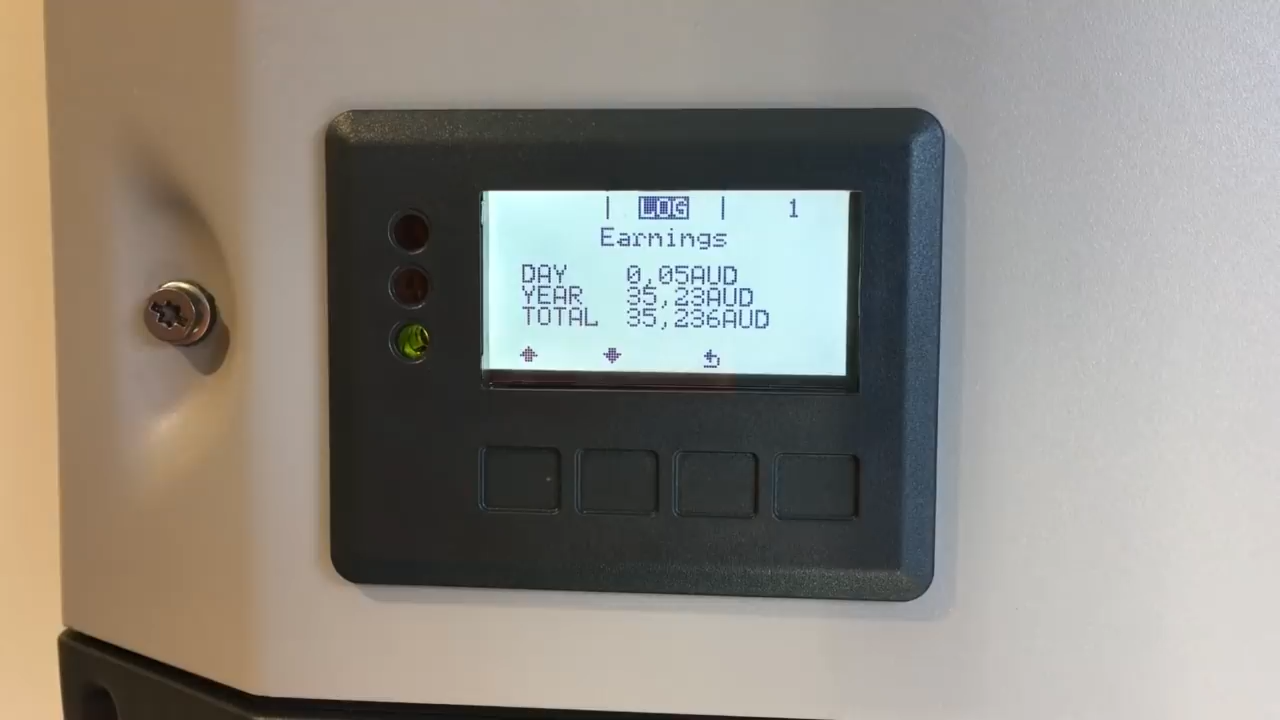 | LOG | 1
Earnings
DAY 0,05AUD
YEAR 35,23AUD
TOTAL 35,236AUD